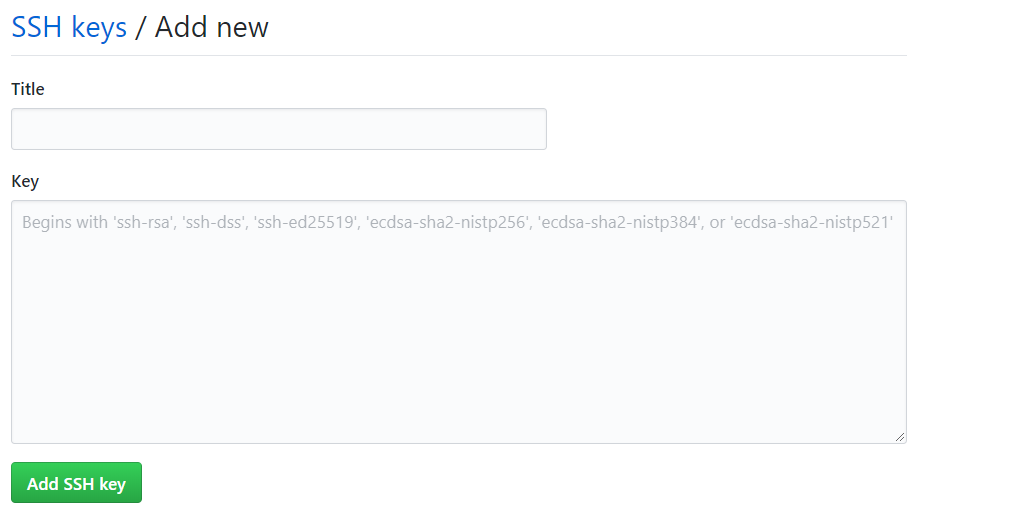 SSH keys / Add new
Title
Key
Begins with 'ssh-rsa', 'ssh-dss', 'ssh-ed25519', 'ecdsa-sha2-nistp256', 'ecdsa-sha2-nistp384', or 'ecdsa-sha2-nistp521'
Add SSH key